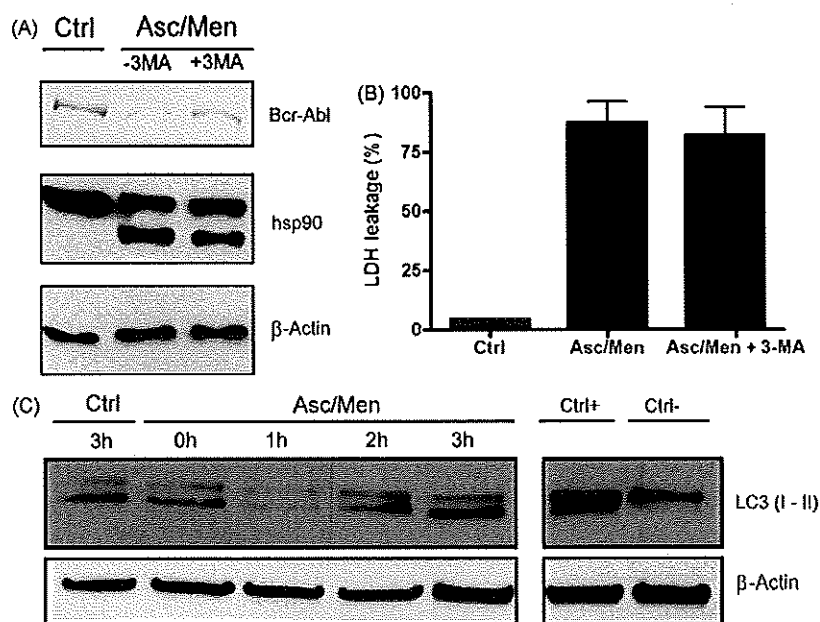 (A)
Ctrl Asc/Men
-3MA +3MA
Bcr-Abl
hsp90
β-Actin
(B)
LDH leakage (%)
100
75
50
25
0
Ctrl Asc/Men Asc/Men + 3-MA
(C)
Ctrl Asc/Men Ctrl+ Ctrl-
3h 0h 1h 2h 3h
LC3 (I - II)
β-Actin